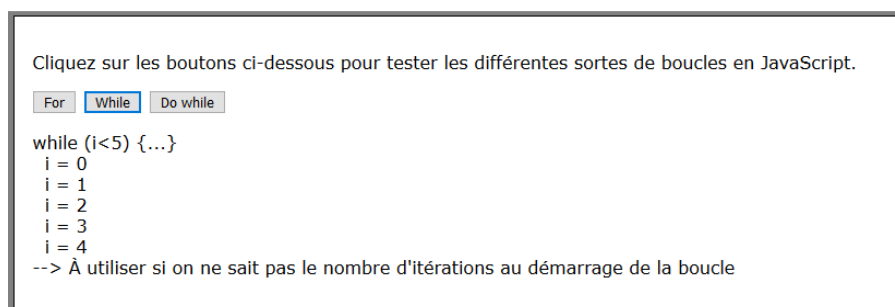 Cliquez sur les boutons ci-dessous pour tester les différentes sortes de boucles en JavaScript.
For While Do while
while (i<5) {...}
i = 0
i = 1
i = 2
i = 3
i = 4
--> À utiliser si on ne sait pas le nombre d'itérations au démarrage de la boucle